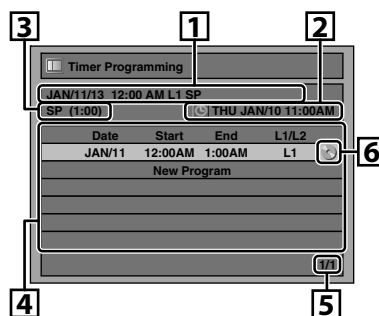 3 1 2
Timer Programming
JAN/11/13 12:00 AM L1 SP
SP (1:00) THU JAN/10 11:00AM
Date Start End L1/L2
JAN/11 12:00AM 1:00AM L1
6
New Program
1/1
4 5